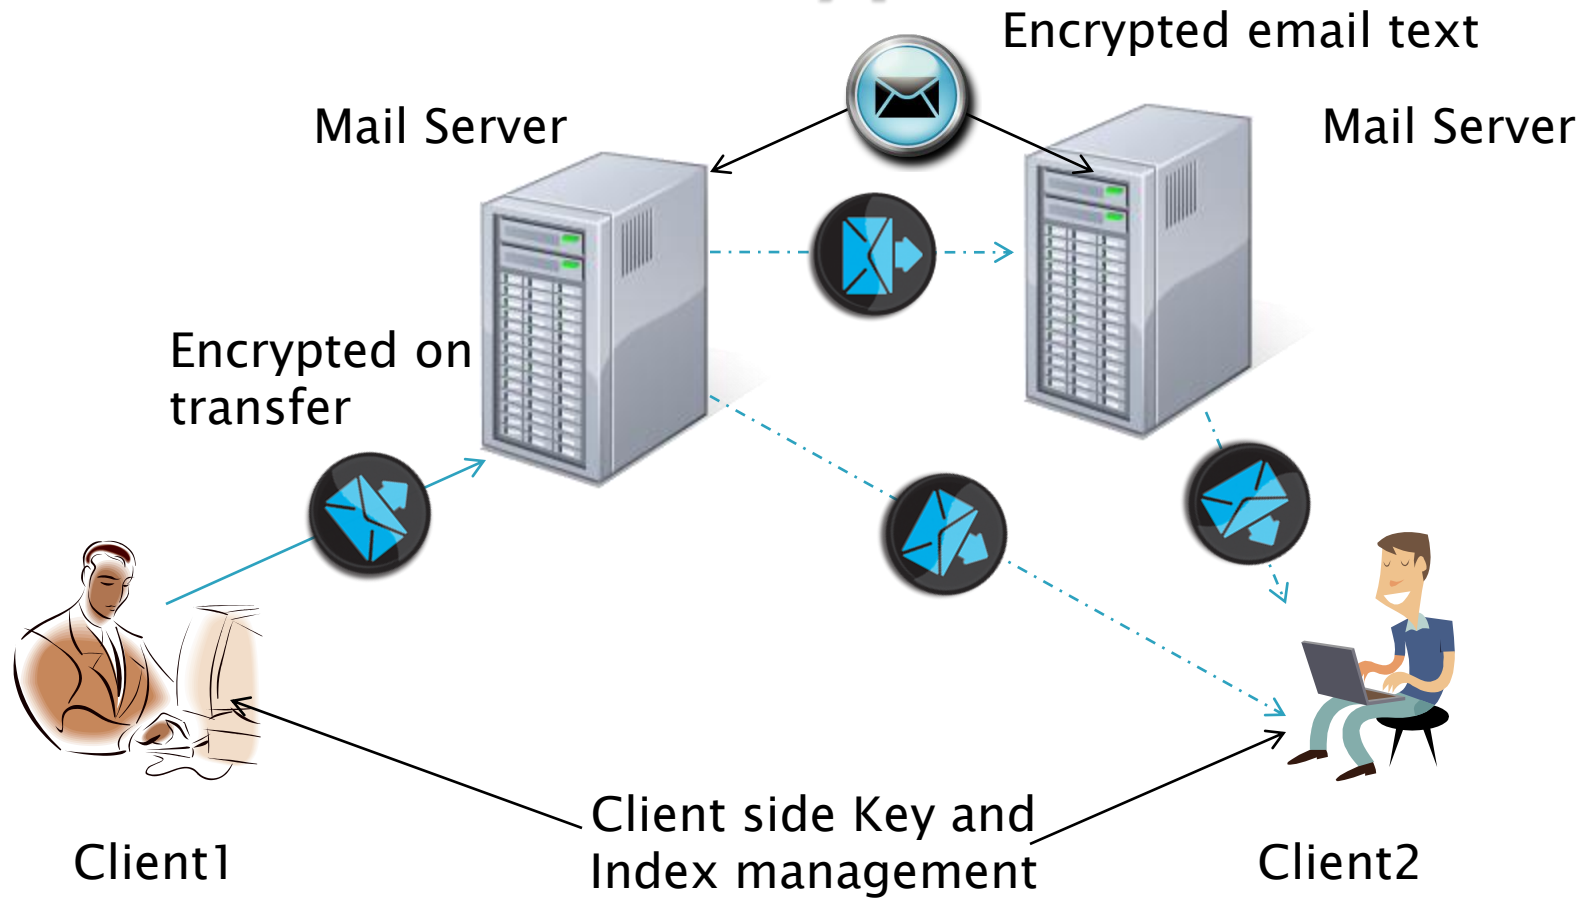 Encrypted email text
Mail Server
Mail Server
Encrypted on
transfer
Client side Key and
Index management
Client1
Client2